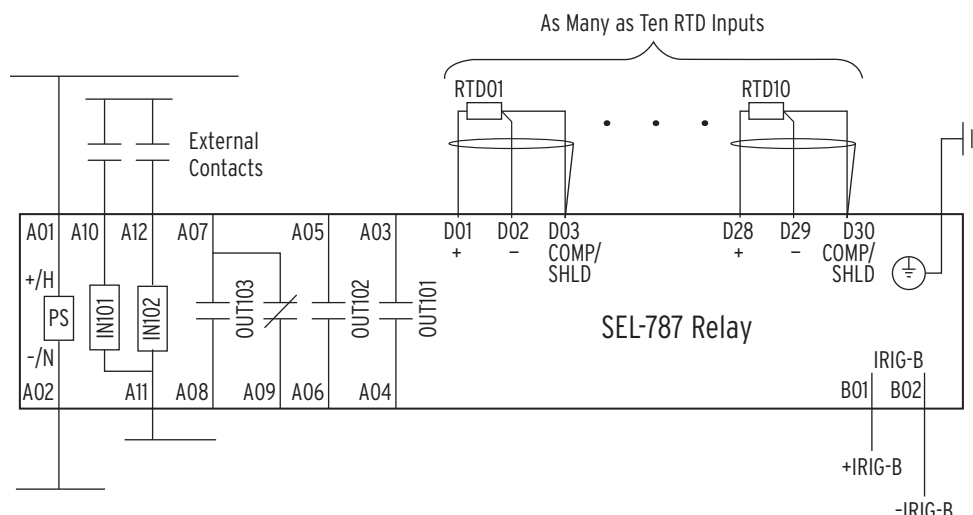 As Many as Ten RTD Inputs
RTD01
RTD10
External
Contacts
A01 A10 A12 A07 A05 A03 D01 D02 D03 D28 D29 D30
+ – COMP/ + – COMP/
SHLD SHLD
+/H
PS
–/N
IN101
IN102
OUT103
OUT102
OUT101
SEL-787 Relay
IRIG-B
A02 A11 A08 A09 A06 A04 B01 B02
+IRIG-B
–IRIG-B